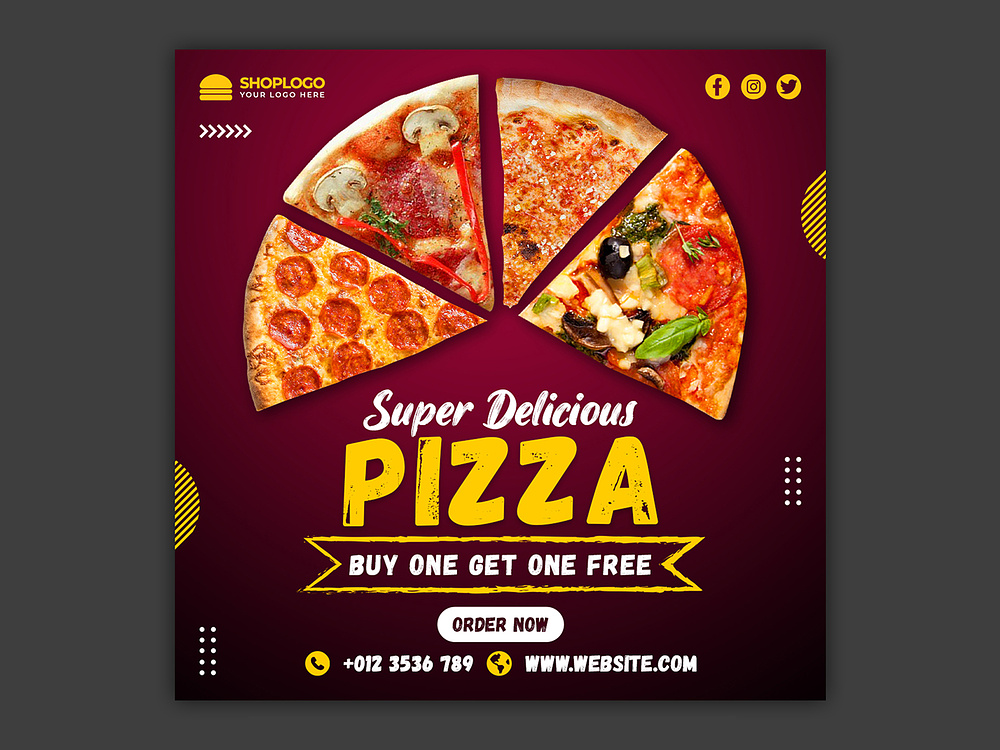 SHOPLOGO
YOUR LOGO HERE
Super Delicious
PIZZA
BUY ONE GET ONE FREE
ORDER NOW
+012 3536 789 WWW.WEBSITE.COM